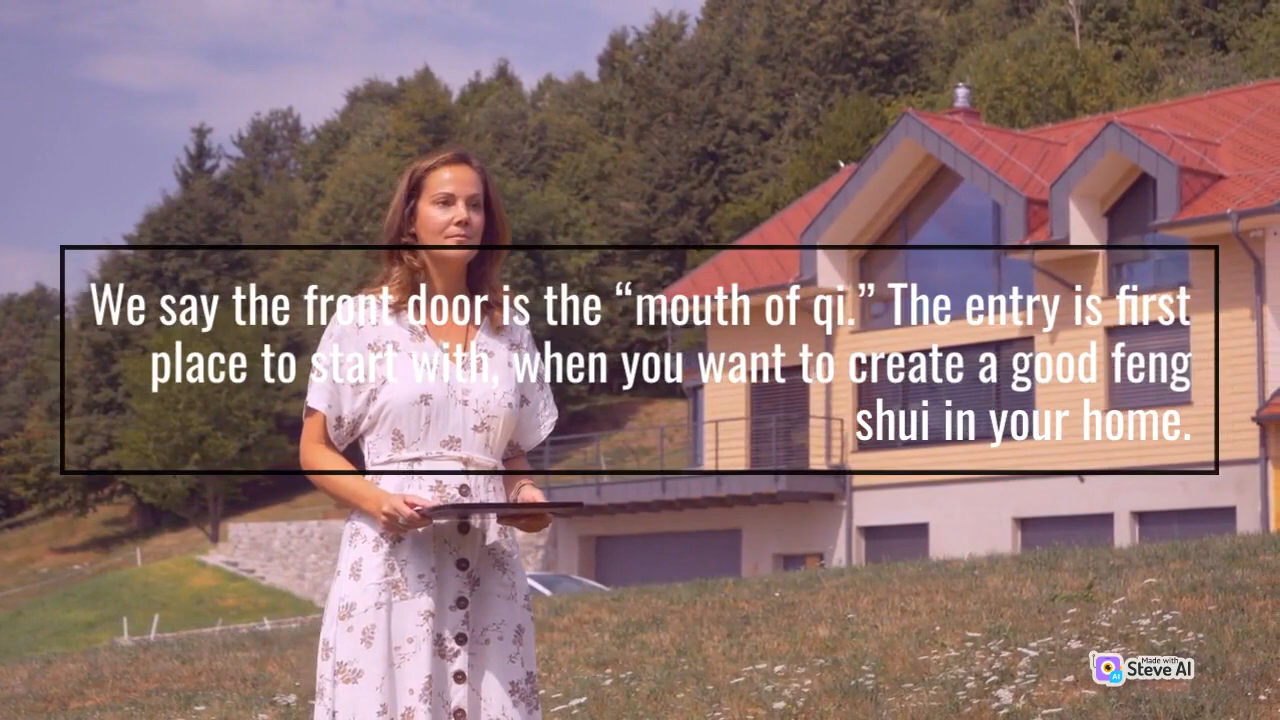 We say the front door is the “mouth of qi.” The entry is first
place to start with, when you want to create a good feng
shui in your home.
Made with
Steve AI
AI